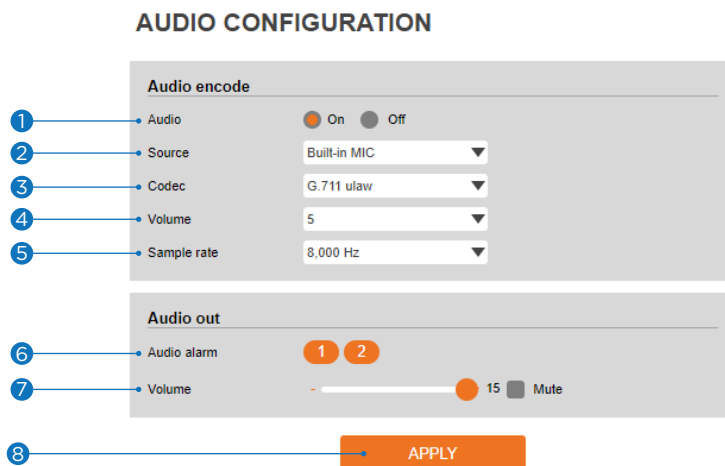 AUDIO CONFIGURATION
Audio encode
1 Audio On Off
2 Source Built-in MIC
3 Codec G.711 ulaw
4 Volume 5
5 Sample rate 8,000 Hz
Audio out
6 Audio alarm 1 2
7 Volume - 15 Mute
8 APPLY